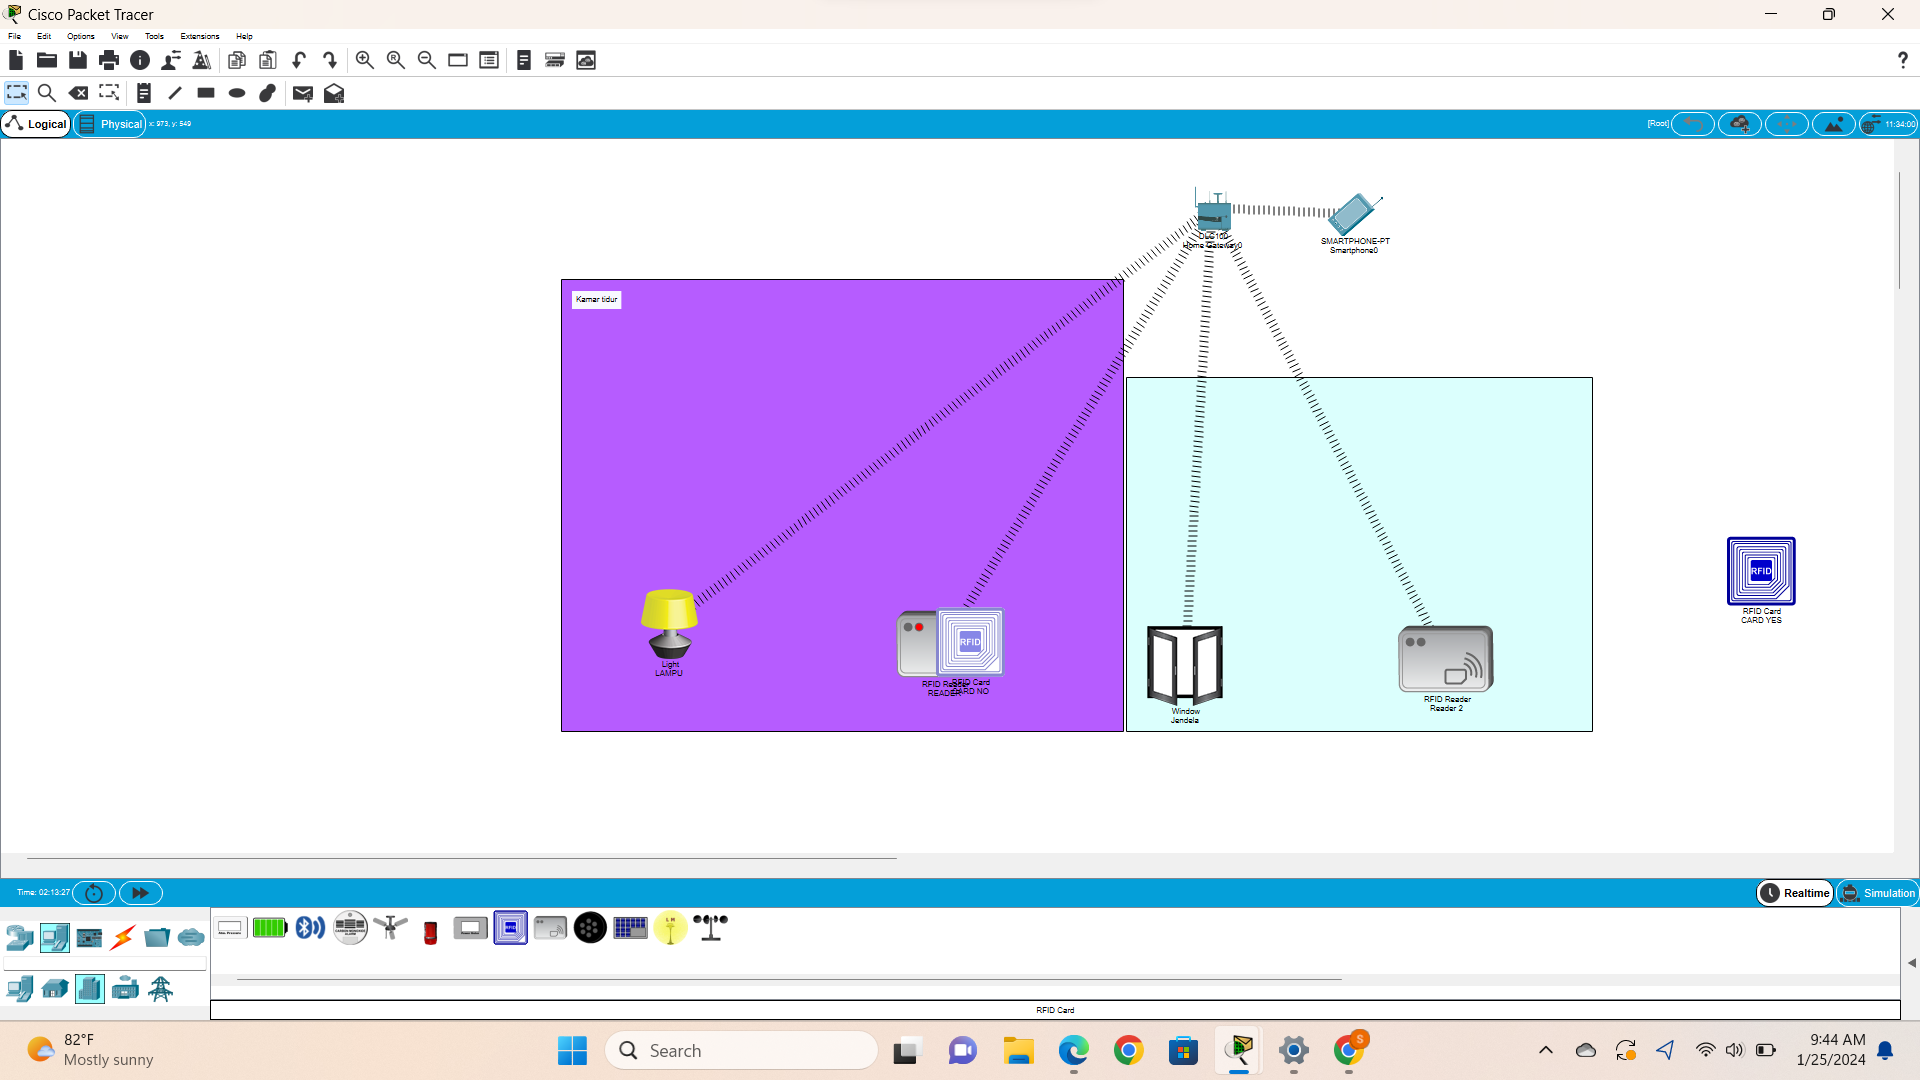 Cisco Packet Tracer
File Edit Options View Tools Extensions Help
?
Logical Physical x: 973, y: 549
[Root] 11:34:00
DLC100
Home Gateway0
SMARTPHONE-PT
Smartphone0
Kamar tidur
RFID
RFID Card
CARD YES
Light
LAMPU
RFID
RFID Reader
READER
RFID Card
CARD NO
Window
Jendela
RFID Reader
Reader 2
Time: 02:13:27
Realtime Simulation
RFID Card
82°F
Mostly sunny
Search
S
9:44 AM
1/25/2024